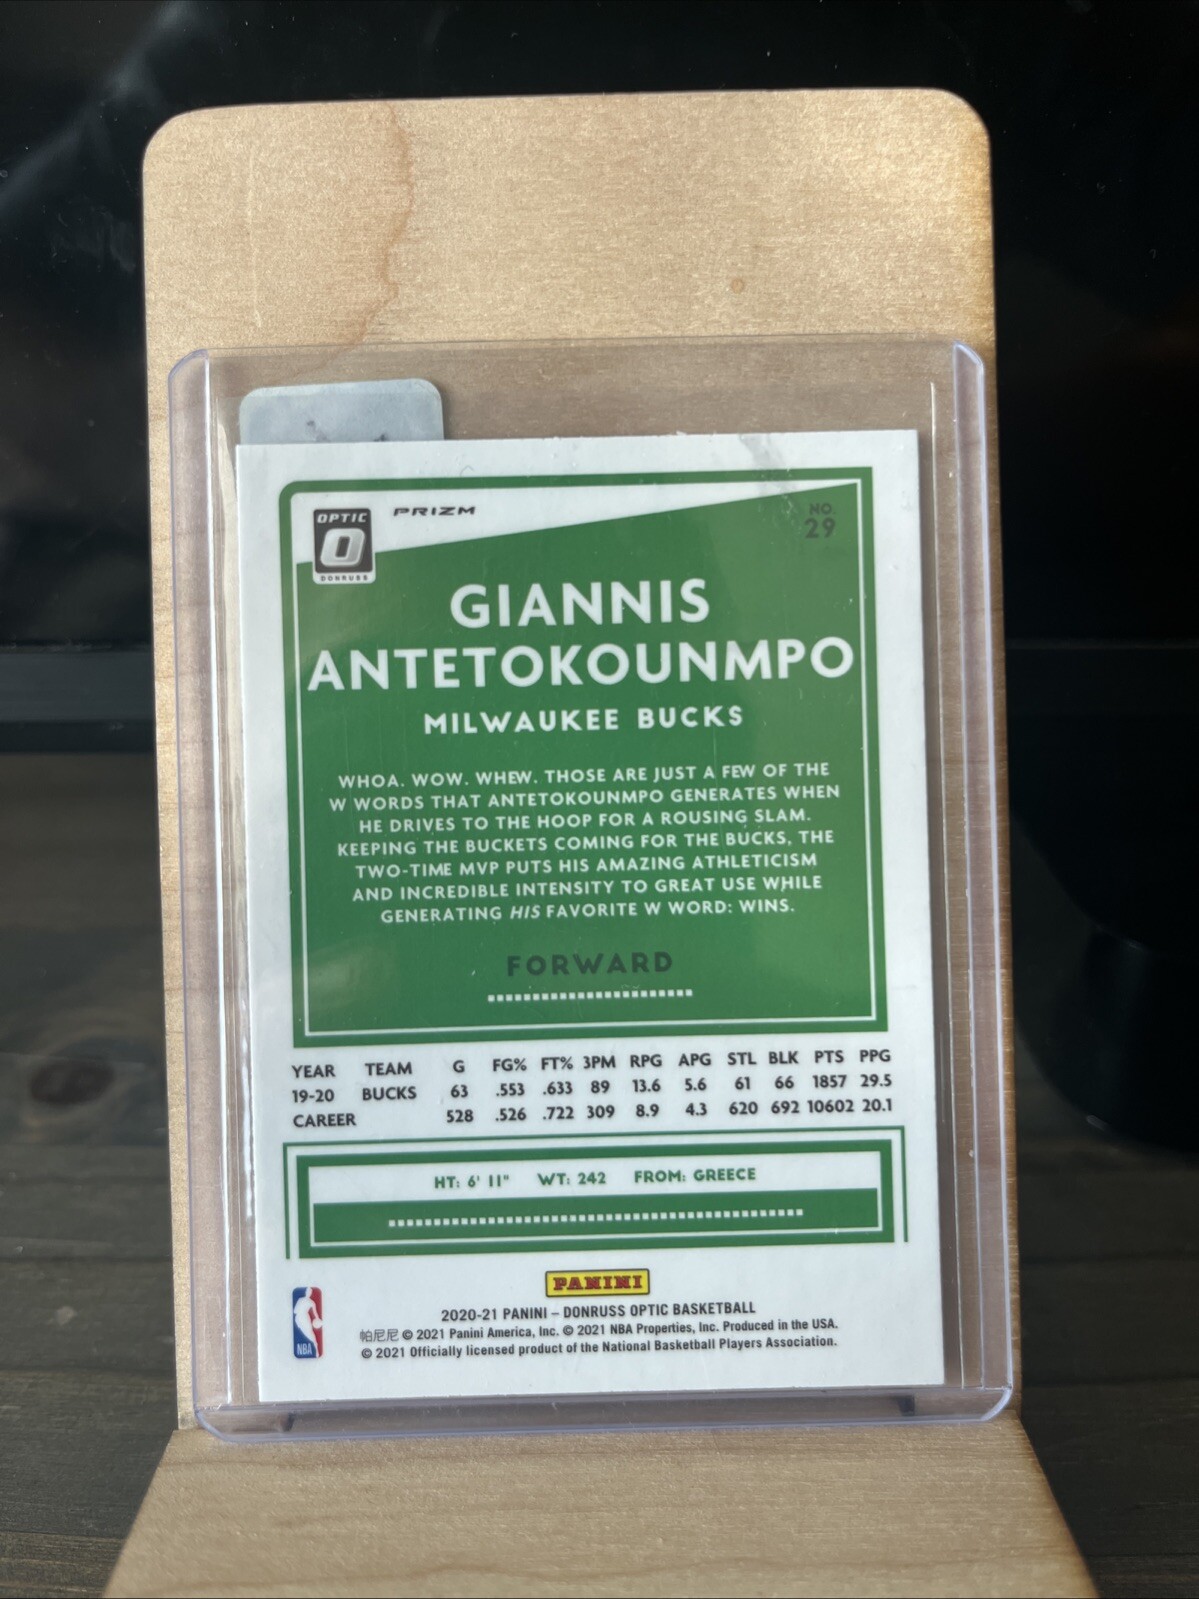 OPTIC
O
DONRUSS
PRIZM
NO.
29
GIANNIS
ANTETOKOUNMPO
MILWAUKEE BUCKS
WHOA. WOW. WHEW. THOSE ARE JUST A FEW OF THE
W WORDS THAT ANTETOKOUNMPO GENERATES WHEN
HE DRIVES TO THE HOOP FOR A ROUSING SLAM.
KEEPING THE BUCKETS COMING FOR THE BUCKS, THE
TWO-TIME MVP PUTS HIS AMAZING ATHLETICISM
AND INCREDIBLE INTENSITY TO GREAT USE WHILE
GENERATING HIS FAVORITE W WORD: WINS.
FORWARD
YEAR TEAM G FG% FT% 3PM RPG APG STL BLK PTS PPG
19-20 BUCKS 63 .553 .633 89 13.6 5.6 61 66 1857 29.5
CAREER 528 .526 .722 309 8.9 4.3 620 692 10602 20.1
HT: 6' 11" WT: 242 FROM: GREECE
PANINI
2020-21 PANINI – DONRUSS OPTIC BASKETBALL
帕尼尼 © 2021 Panini America, Inc. © 2021 NBA Properties, Inc. Produced in the USA.
© 2021 Officially licensed product of the National Basketball Players Association.
NBA